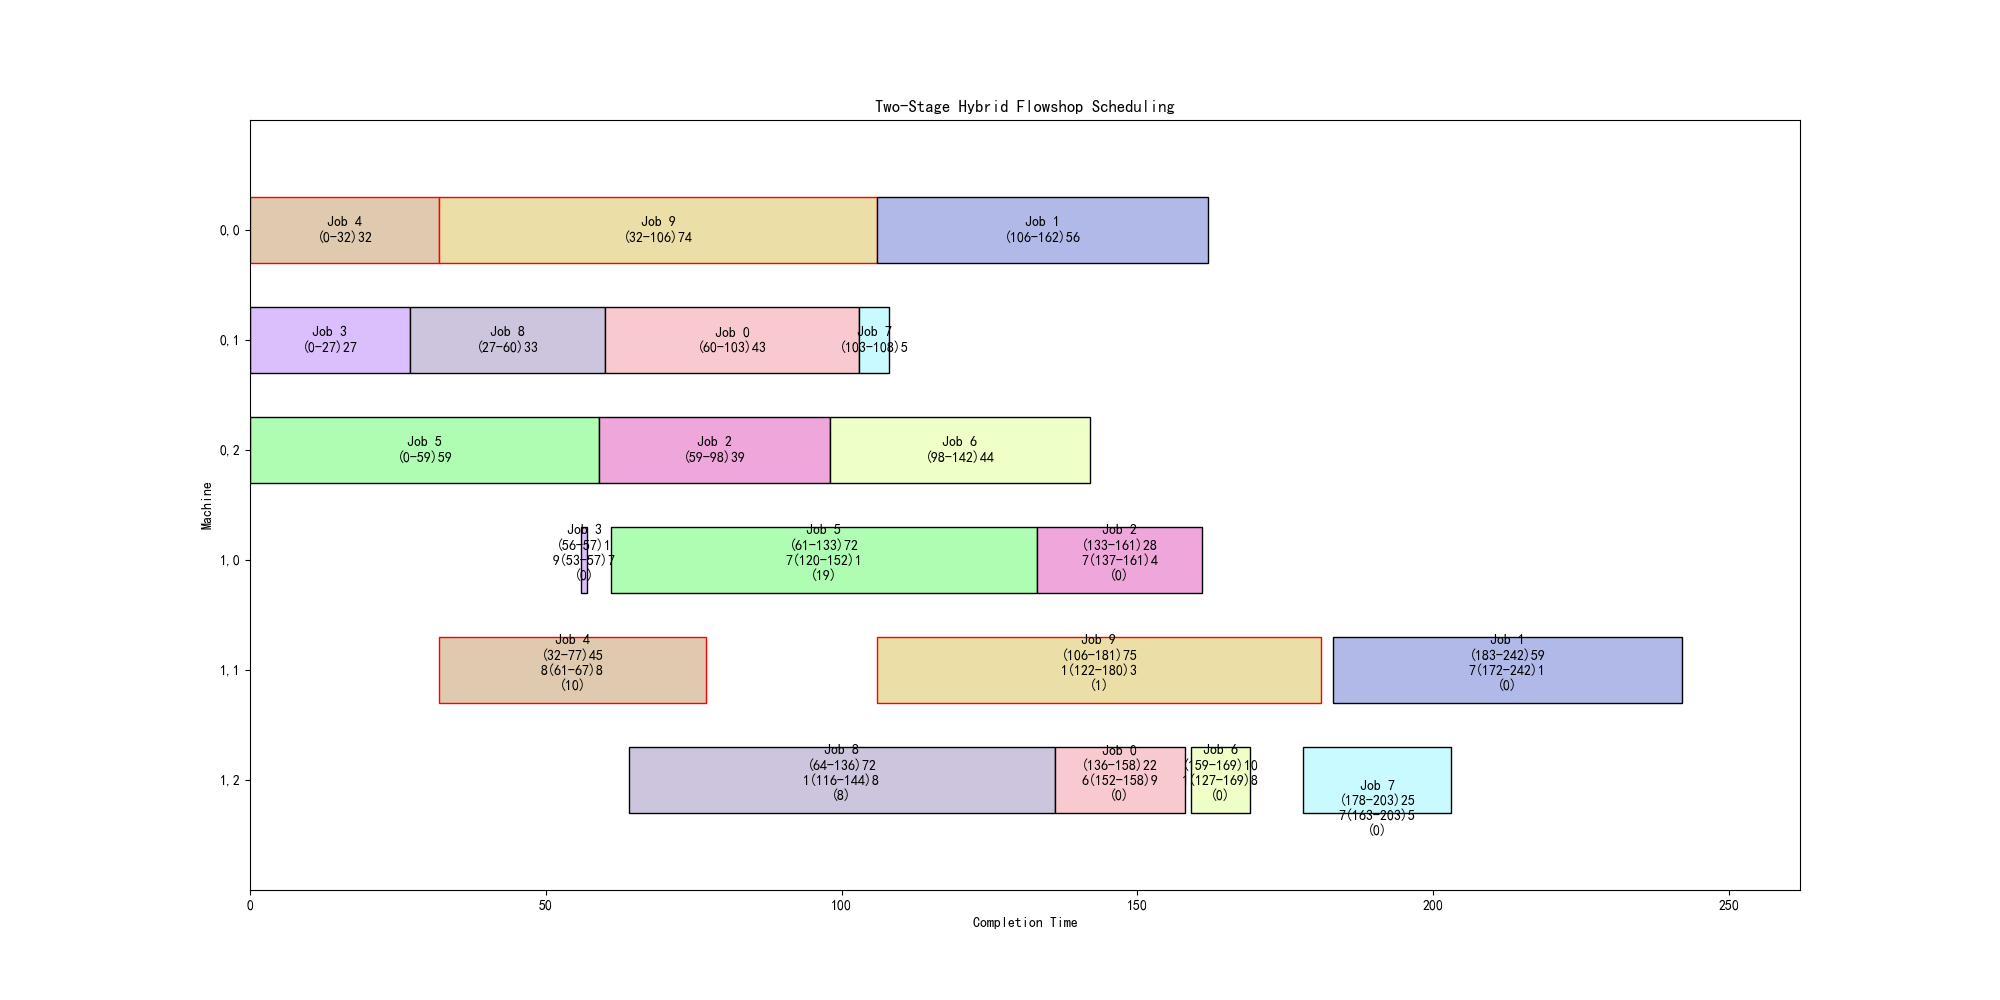 Two-Stage Hybrid Flowshop Scheduling
Machine
0,0
Job 4
(0-32)32
Job 9
(32-106)74
Job 1
(106-162)56
0,1
Job 3
(0-27)27
Job 8
(27-60)33
Job 0
(60-103)43
Job 7
(103-108)5
0,2
Job 5
(0-59)59
Job 2
(59-98)39
Job 6
(98-142)44
1,0
Job 3
(56-57)1
9(53-57)7
(0)
Job 5
(61-133)72
7(120-152)1
(19)
Job 2
(133-161)28
7(137-161)4
(0)
1,1
Job 4
(32-77)45
8(61-67)8
(10)
Job 9
(106-181)75
1(122-180)3
(1)
Job 1
(183-242)59
7(172-242)1
(0)
1,2
Job 8
(64-136)72
1(116-144)8
(8)
Job 0
(136-158)22
6(152-158)9
(0)
Job 6
(159-169)10
(127-169)8
(0)
Job 7
(178-203)25
7(163-203)5
(0)
0
50
100
150
200
250
Completion Time